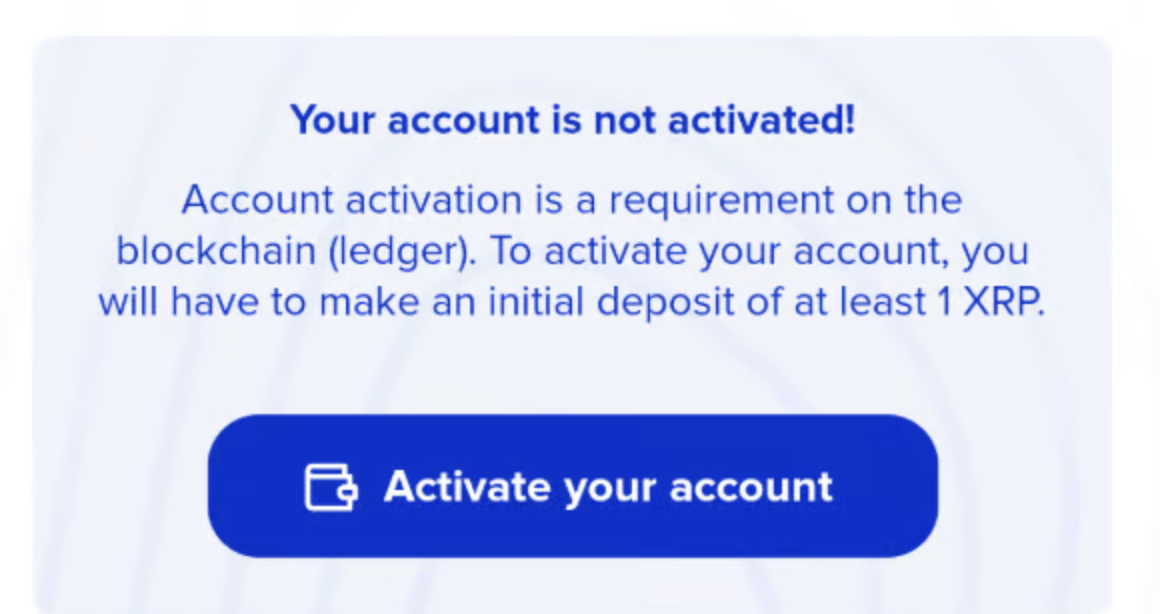 Your account is not activated!
Account activation is a requirement on the
blockchain (ledger). To activate your account, you
will have to make an initial deposit of at least 1 XRP.
Activate your account